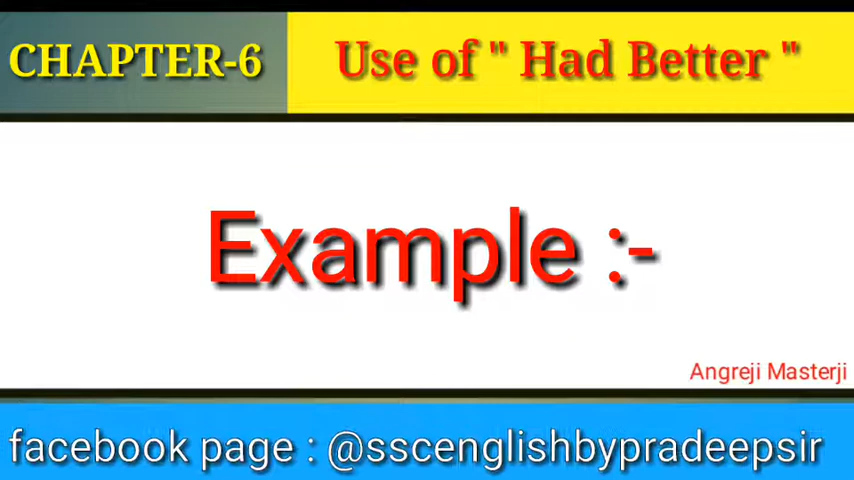 CHAPTER-6
Use of " Had Better "
Example :-
Angreji Masterji
facebook page : @sscenglishbypradeepsir